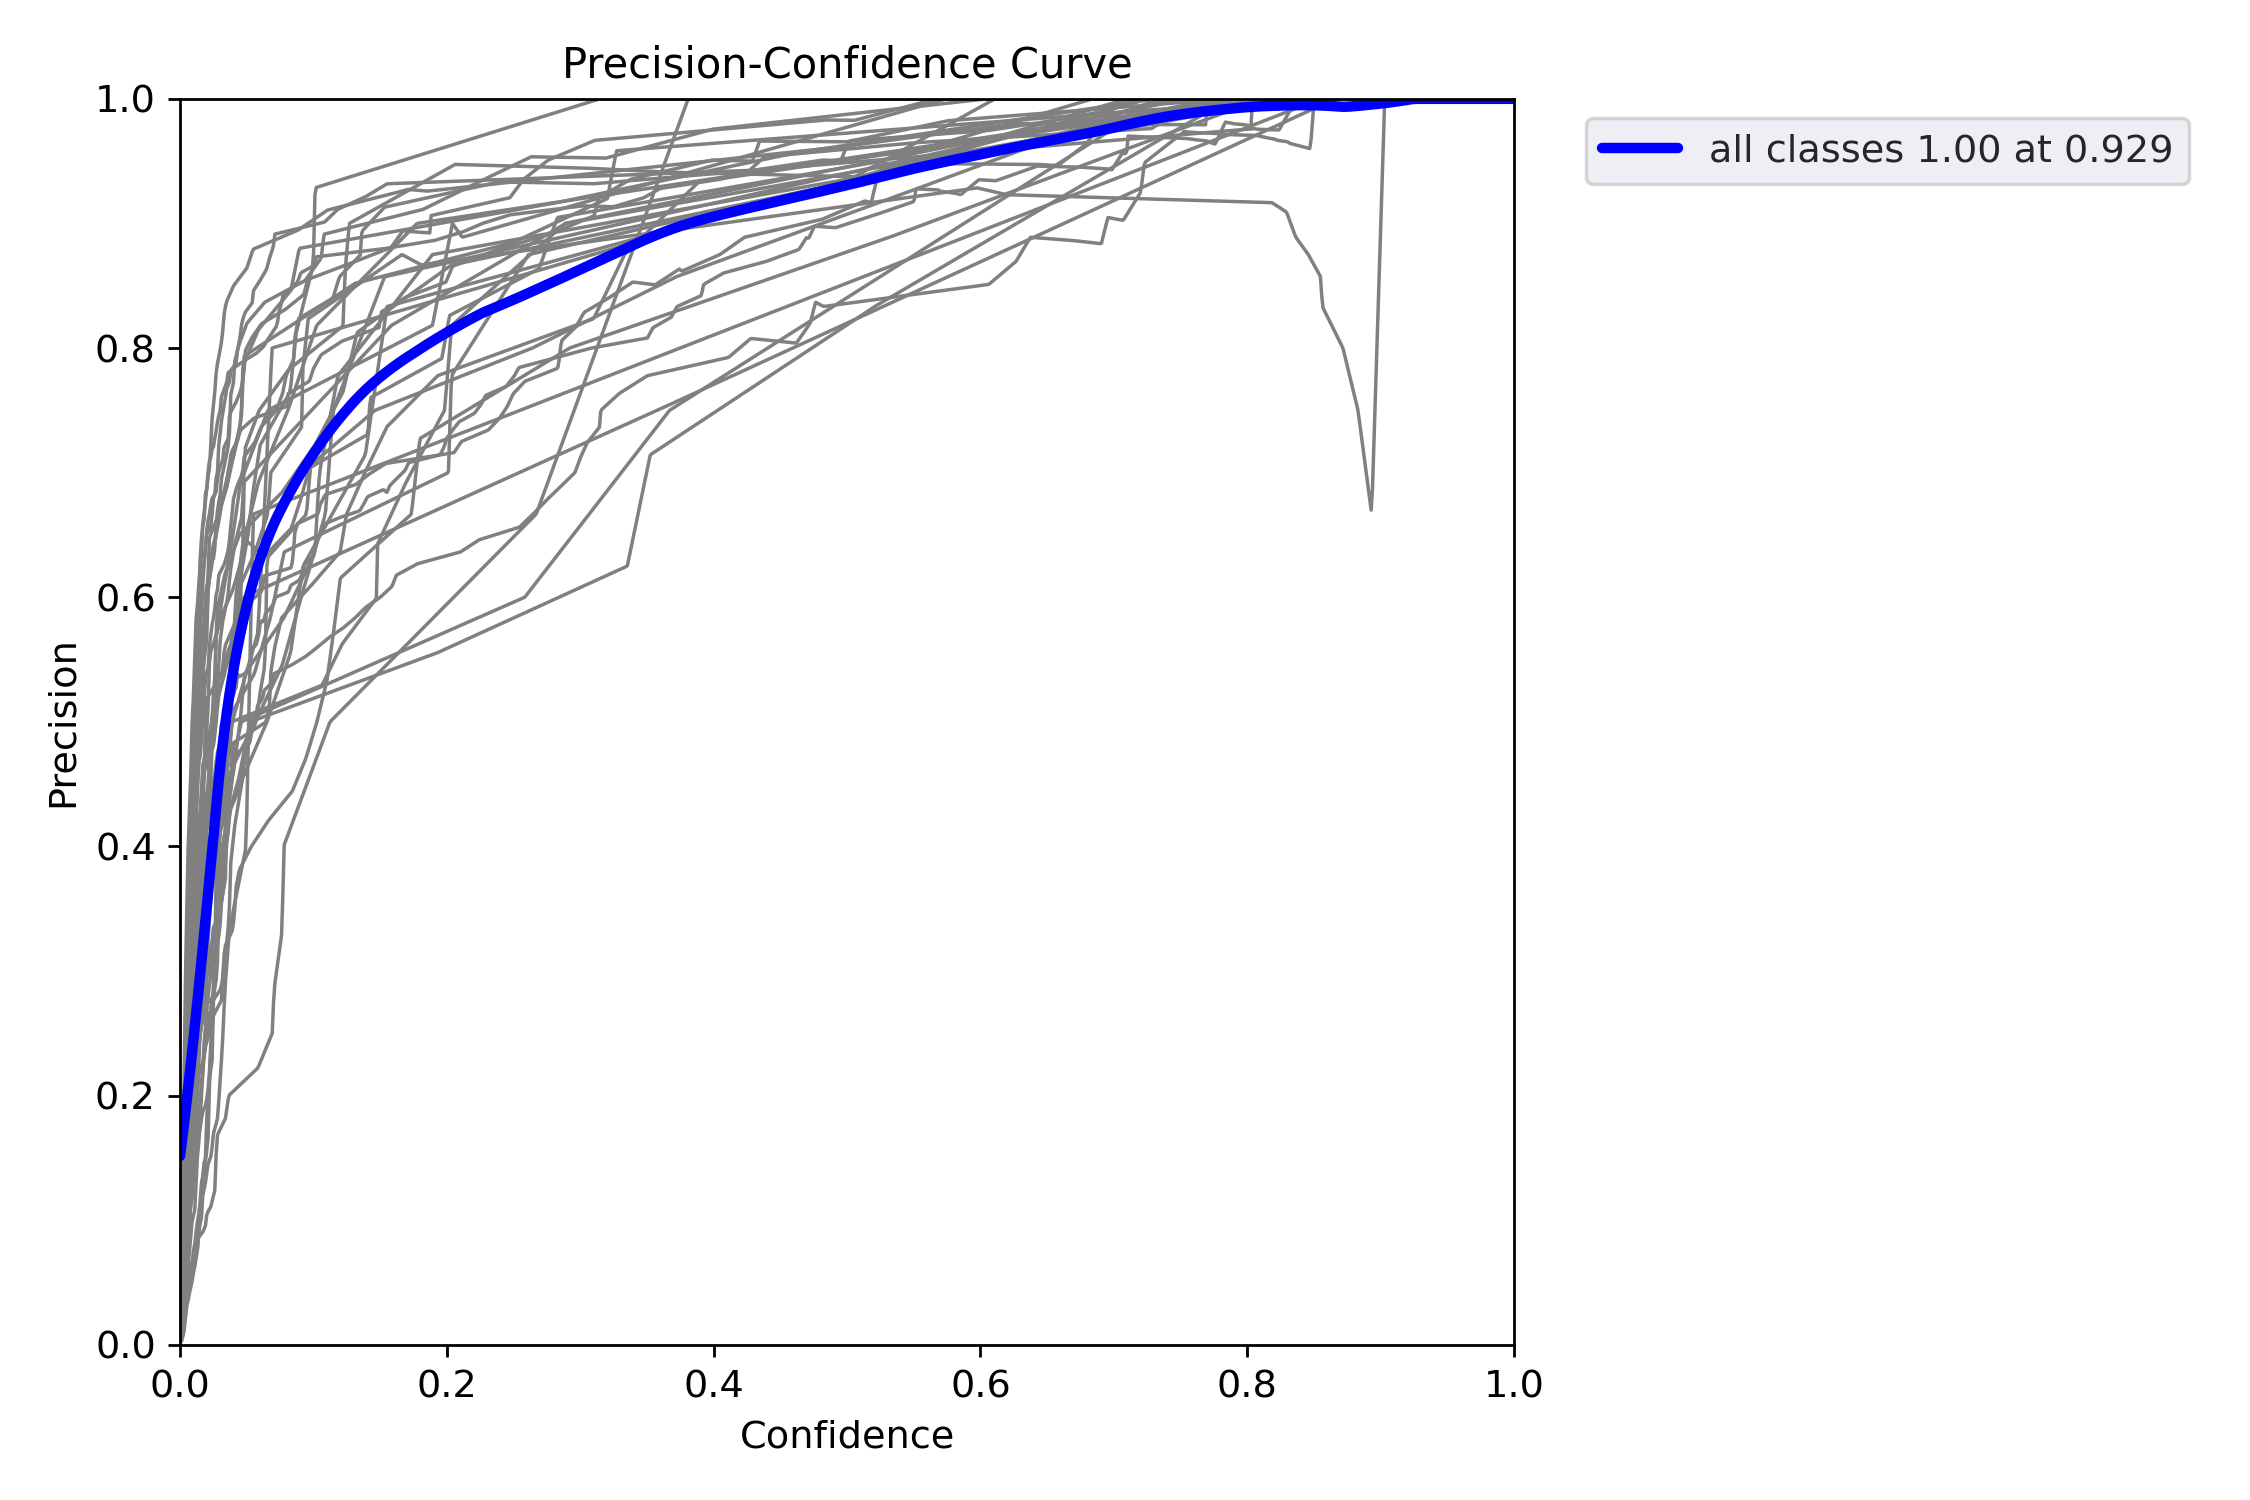 Precision-Confidence Curve
1.0
0.8
0.6
0.4
0.2
0.0
Precision
0.0 0.2 0.4 0.6 0.8 1.0
Confidence
all classes 1.00 at 0.929